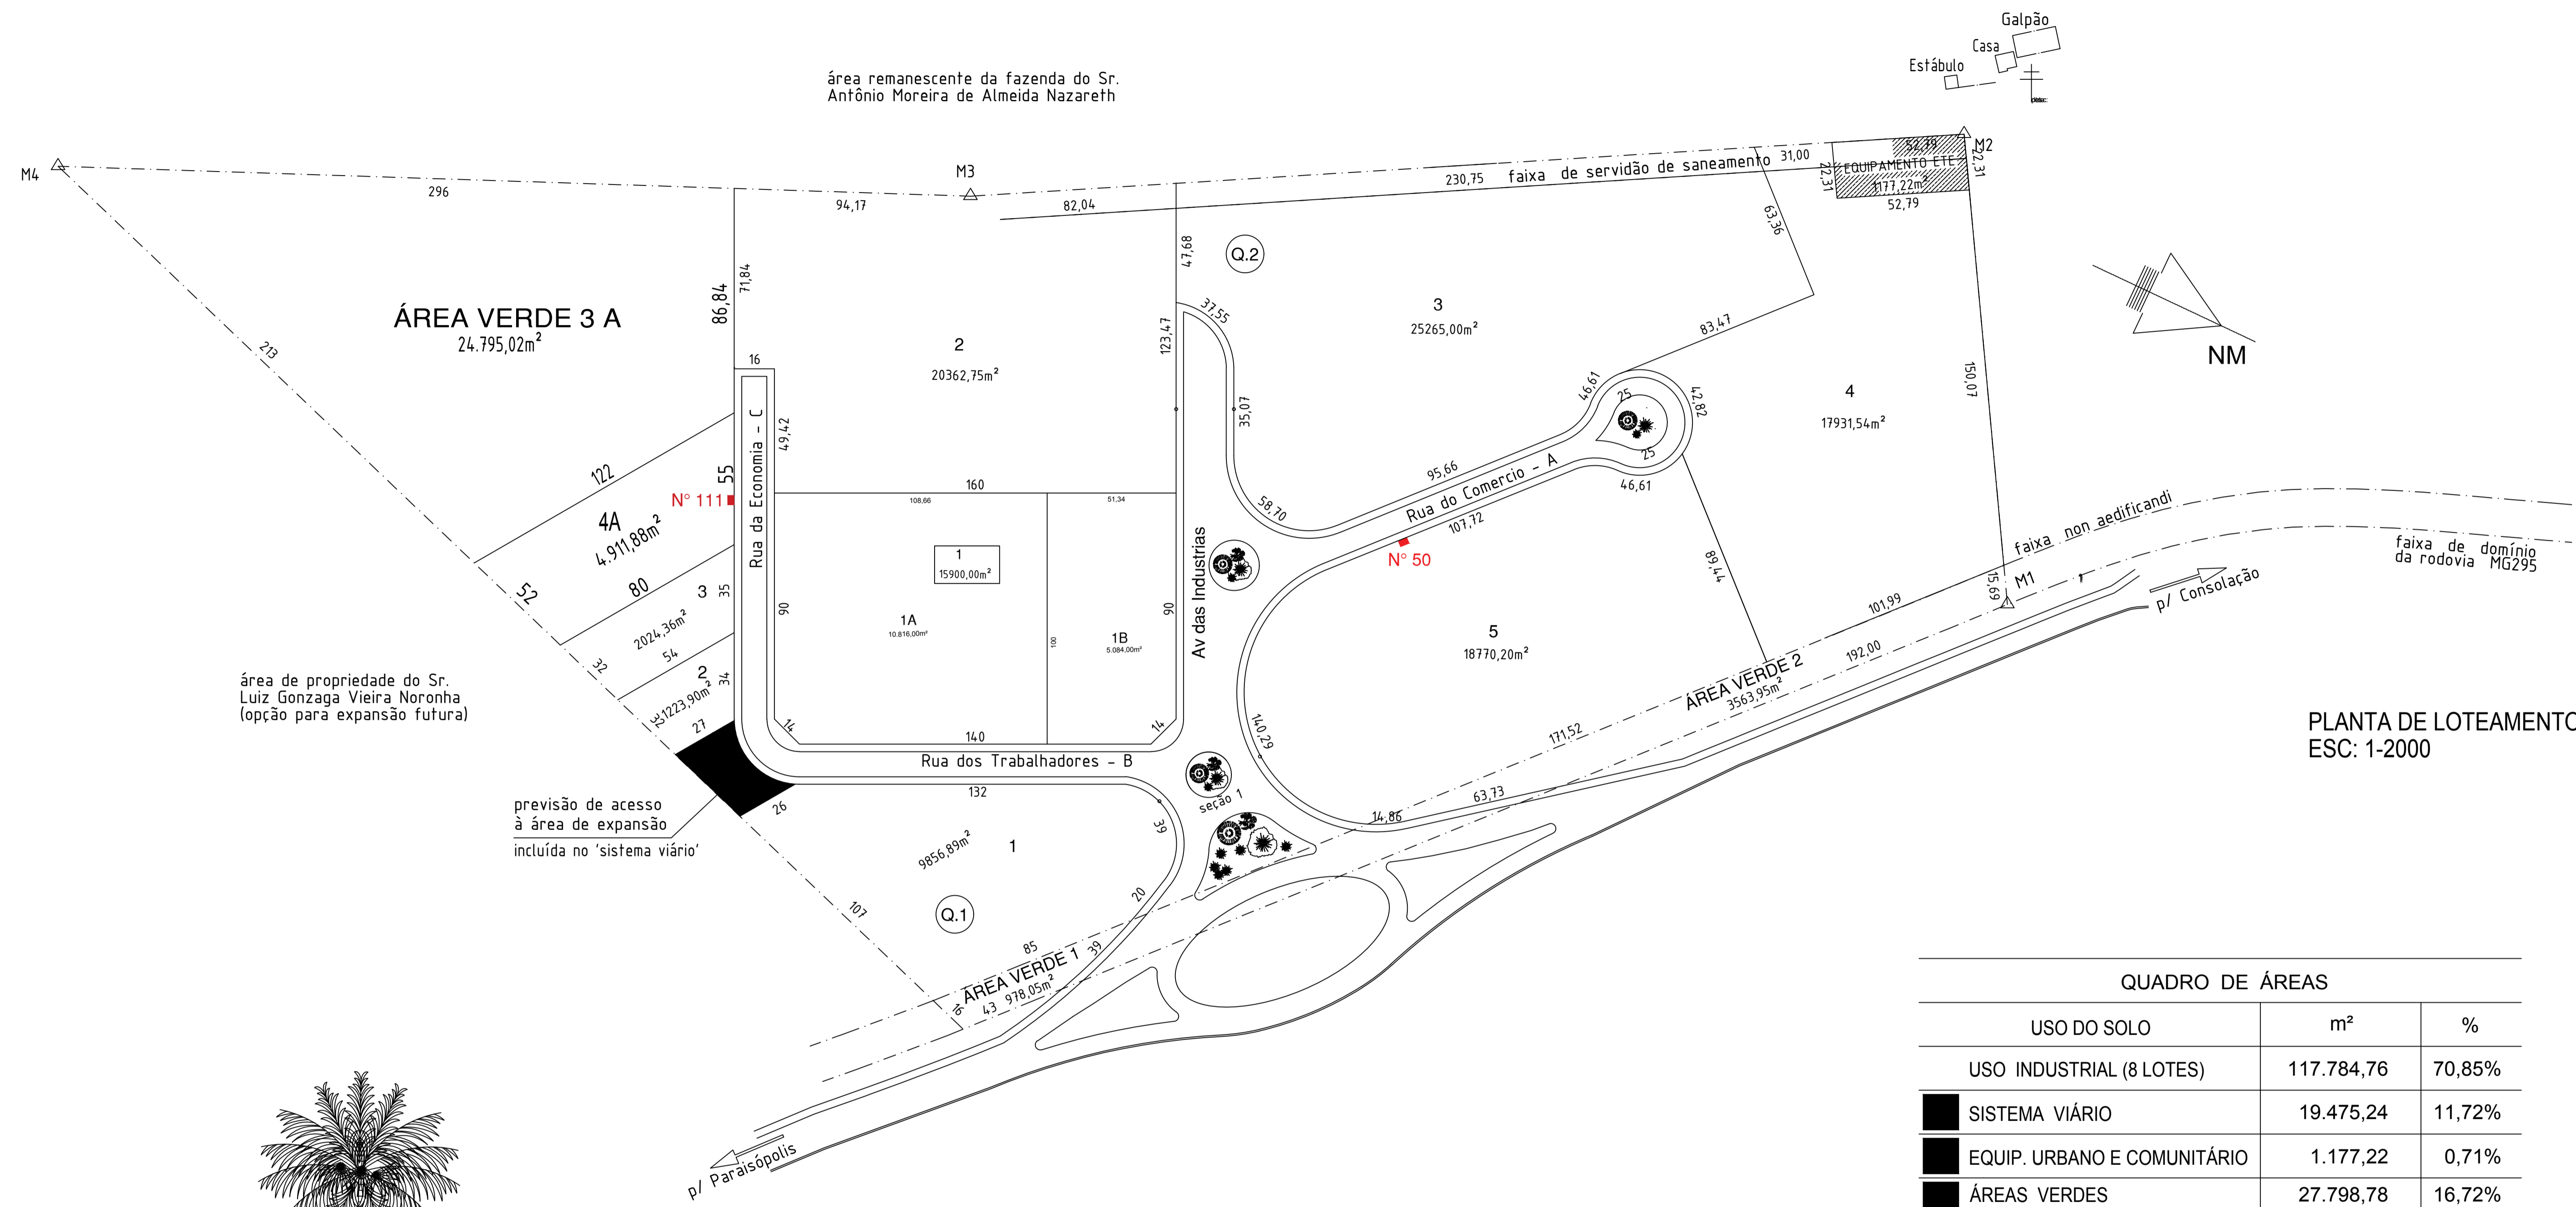 Galpão
Casa
Estábulo
área remanescente da fazenda do Sr.
Antônio Moreira de Almeida Nazareth
M4
M3
M2
296
94,17
82,04
230,75
faixa de servidão de saneamento
31,00
52,79
EQUIPAMENTO ETE
1177,22m²
52,79
22,31
22,31
63,36
47,68
Q.2
71,84
86,84
ÁREA VERDE 3 A
24.795,02m²
213
16
2
20362,75m²
123,47
37,55
35,07
3
25265,00m²
83,47
46,61
25
42,82
25
46,61
4
17931,54m²
150,07
NM
122
55
N° 111
4A
4.911,88m²
Rua da Economia - C
49,42
160
108,66
51,34
1
15900,00m²
1A
10.816,00m²
1B
5.084,00m²
100
90
90
Av das Industrias
58,70
95,66
Rua do Comercio - A
107,72
N° 50
89,44
faixa non aedificandi
faixa de domínio
da rodovia MG295
M1
15,69
p/ Consolação
101,99
192,00
52
80
3
35
2024,36m²
32
54
2
34
1223,90m²
32
27
área de propriedade do Sr.
Luiz Gonzaga Vieira Noronha
(opção para expansão futura)
5
18770,20m²
ÁREA VERDE 2
3563,95m²
171,52
140,29
14
140
14
Rua dos Trabalhadores - B
132
26
previsão de acesso
à área de expansão
incluída no 'sistema viário'
seção 1
63,73
14,86
39
9856,89m²
1
Q.1
107
20
39
85
ÁREA VERDE 1
43 978,05m²
16
p/ Paraisópolis
PLANTA DE LOTEAMENTO
ESC: 1-2000
QUADRO DE ÁREAS
USO DO SOLO m² %
USO INDUSTRIAL (8 LOTES) 117.784,76 70,85%
SISTEMA VIÁRIO 19.475,24 11,72%
EQUIP. URBANO E COMUNITÁRIO 1.177,22 0,71%
ÁREAS VERDES 27.798,78 16,72%